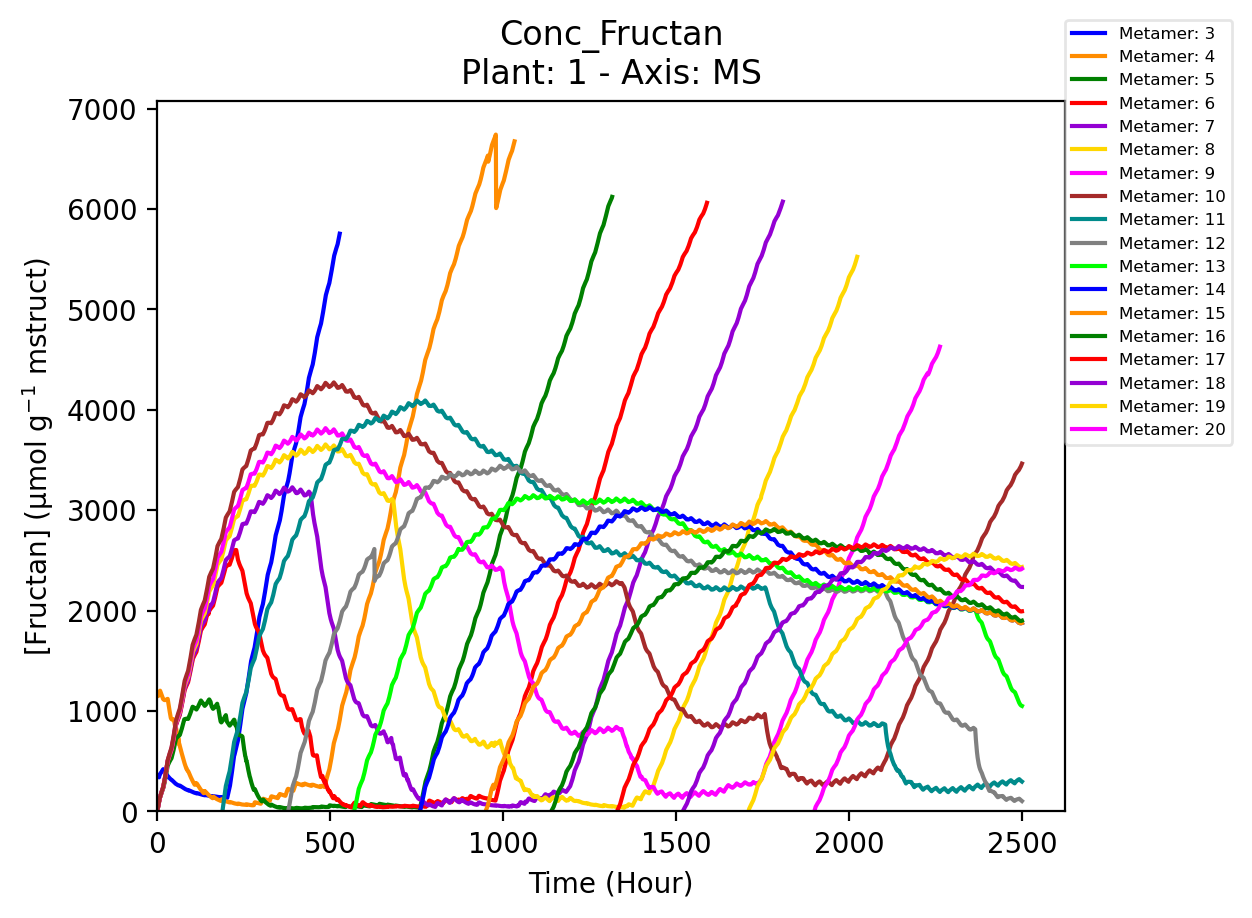 Conc_Fructan
Plant: 1 - Axis: MS
[Fructan] (µmol g⁻¹ mstruct)
7000
6000
5000
4000
3000
2000
1000
0
0
500
1000
1500
2000
2500
Time (Hour)
Metamer: 3
Metamer: 4
Metamer: 5
Metamer: 6
Metamer: 7
Metamer: 8
Metamer: 9
Metamer: 10
Metamer: 11
Metamer: 12
Metamer: 13
Metamer: 14
Metamer: 15
Metamer: 16
Metamer: 17
Metamer: 18
Metamer: 19
Metamer: 20